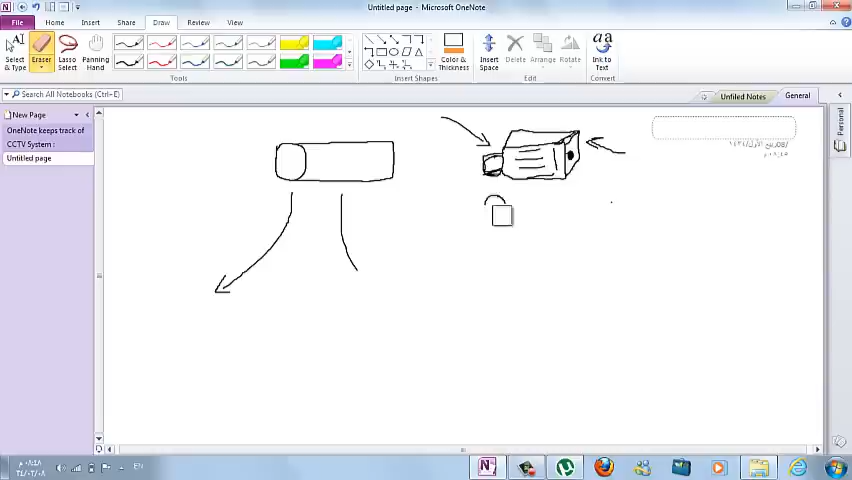 Untitled page - Microsoft OneNote
File Home Insert Share Draw Review View
Select & Type
Eraser
Lasso Select
Panning Hand
Color & Thickness
Insert Space
Delete
Arrange
Rotate
Ink to Text
Tools Insert Shapes Edit Convert
Search All Notebooks (Ctrl+E)
Unfiled Notes General
New Page
OneNote keeps track of
CCTV System :
Untitled page
Personal
EN